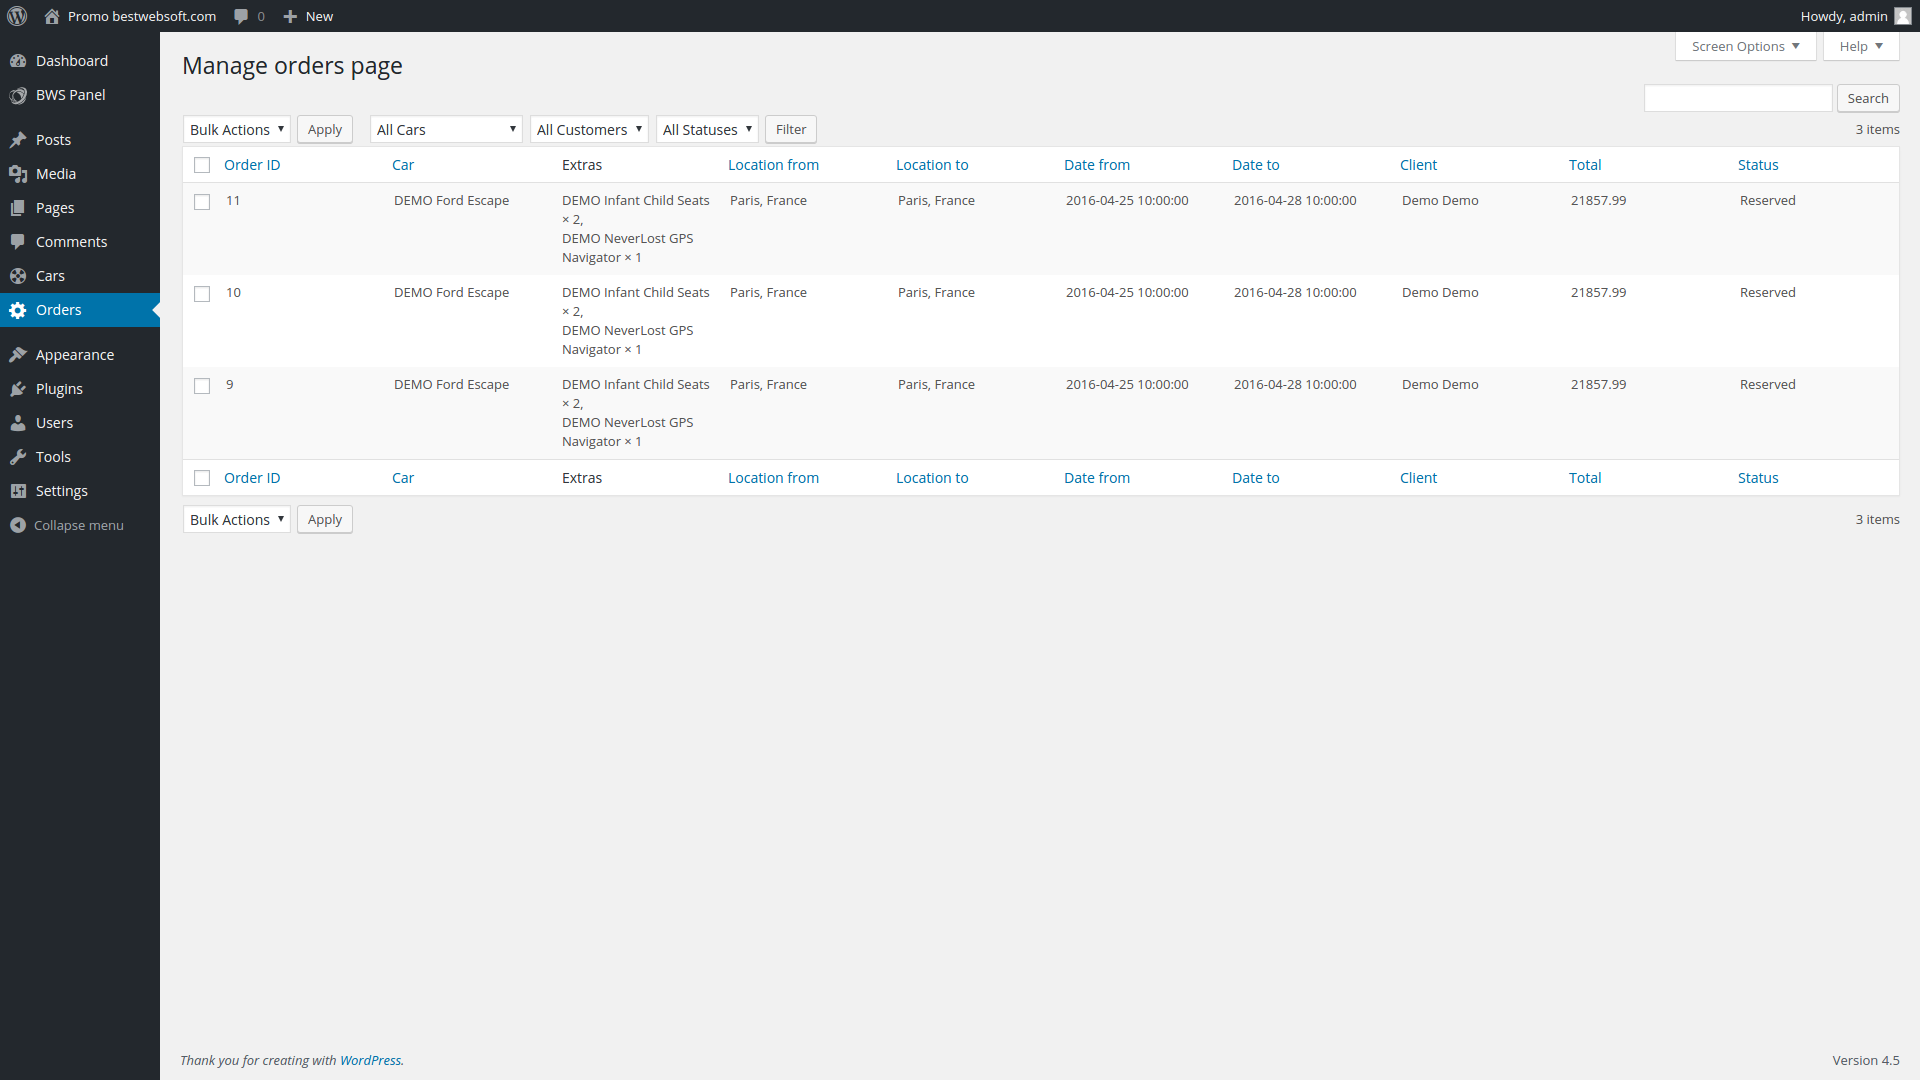 Promo bestwebsoft.com 0 New Howdy, admin
Dashboard
BWS Panel
Posts
Media
Pages
Comments
Cars
Orders
Appearance
Plugins
Users
Tools
Settings
Collapse menu
Screen Options Help
Manage orders page
Search
Bulk Actions Apply All Cars All Customers All Statuses Filter 3 items
Order ID Car Extras Location from Location to Date from Date to Client Total Status
11 DEMO Ford Escape DEMO Infant Child Seats Paris, France Paris, France 2016-04-25 10:00:00 2016-04-28 10:00:00 Demo Demo 21857.99 Reserved
× 2,
DEMO NeverLost GPS
Navigator × 1
10 DEMO Ford Escape DEMO Infant Child Seats Paris, France Paris, France 2016-04-25 10:00:00 2016-04-28 10:00:00 Demo Demo 21857.99 Reserved
× 2,
DEMO NeverLost GPS
Navigator × 1
9 DEMO Ford Escape DEMO Infant Child Seats Paris, France Paris, France 2016-04-25 10:00:00 2016-04-28 10:00:00 Demo Demo 21857.99 Reserved
× 2,
DEMO NeverLost GPS
Navigator × 1
Order ID Car Extras Location from Location to Date from Date to Client Total Status
Bulk Actions Apply 3 items
Thank you for creating with WordPress. Version 4.5